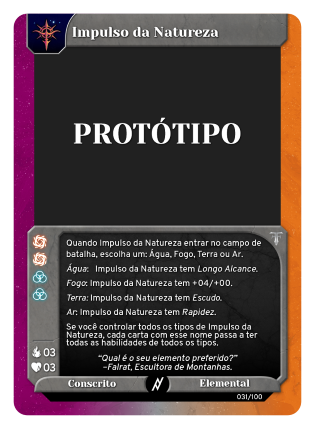 Impulso da Natureza
PROTÓTIPO
Quando Impulso da Natureza entrar no campo de
batalha, escolha um: Água, Fogo, Terra ou Ar.
Água: Impulso da Natureza tem Longo Alcance.
Fogo: Impulso da Natureza tem +04/+00.
Terra: Impulso da Natureza tem Escudo.
Ar: Impulso da Natureza tem Rapidez.
Se você controlar todos os tipos de Impulso da
Natureza, cada carta com esse nome passa a ter
todas as habilidades de todos os tipos.
“Qual é o seu elemento preferido?”
–Falrat, Escultora de Montanhas.
03
03
Conscrito
Elemental
031/100